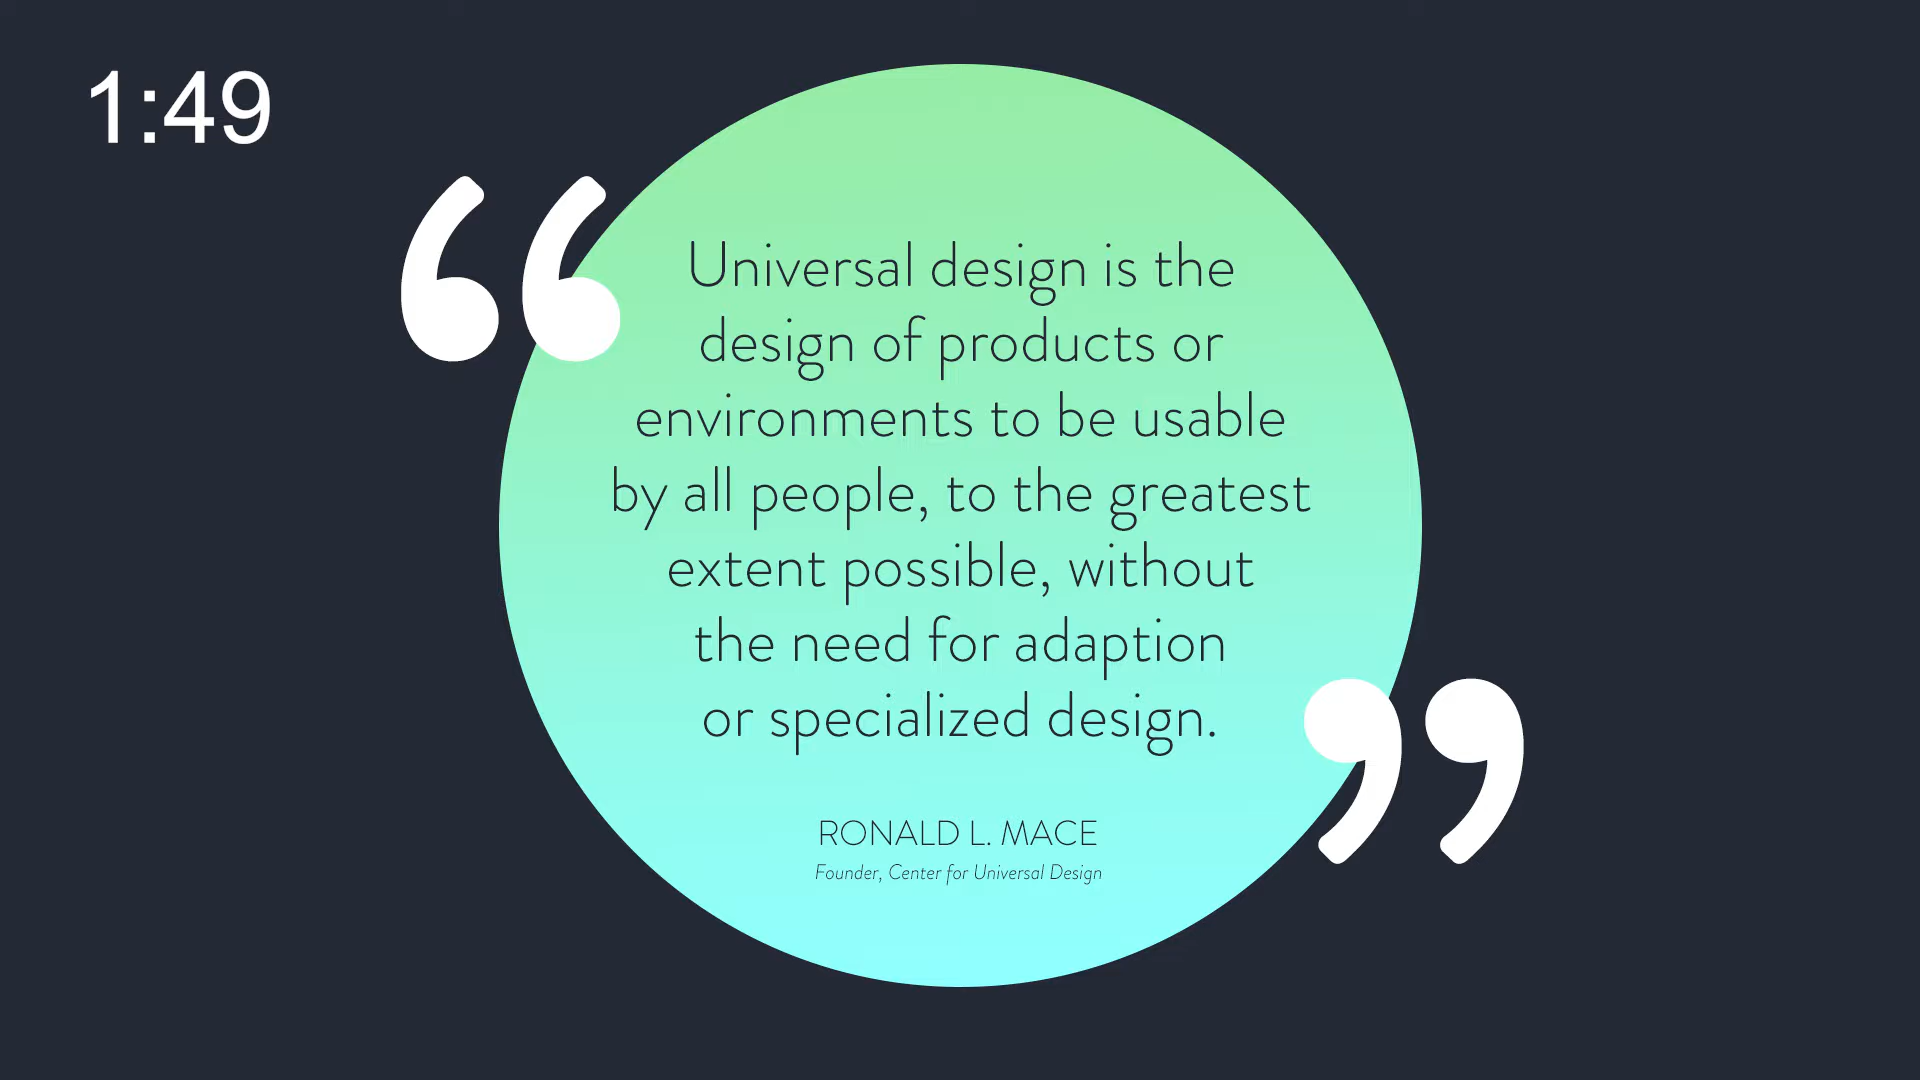 1:49
“
Universal design is the
design of products or
environments to be usable
by all people, to the greatest
extent possible, without
the need for adaption
or specialized design.
”
RONALD L. MACE
Founder, Center for Universal Design